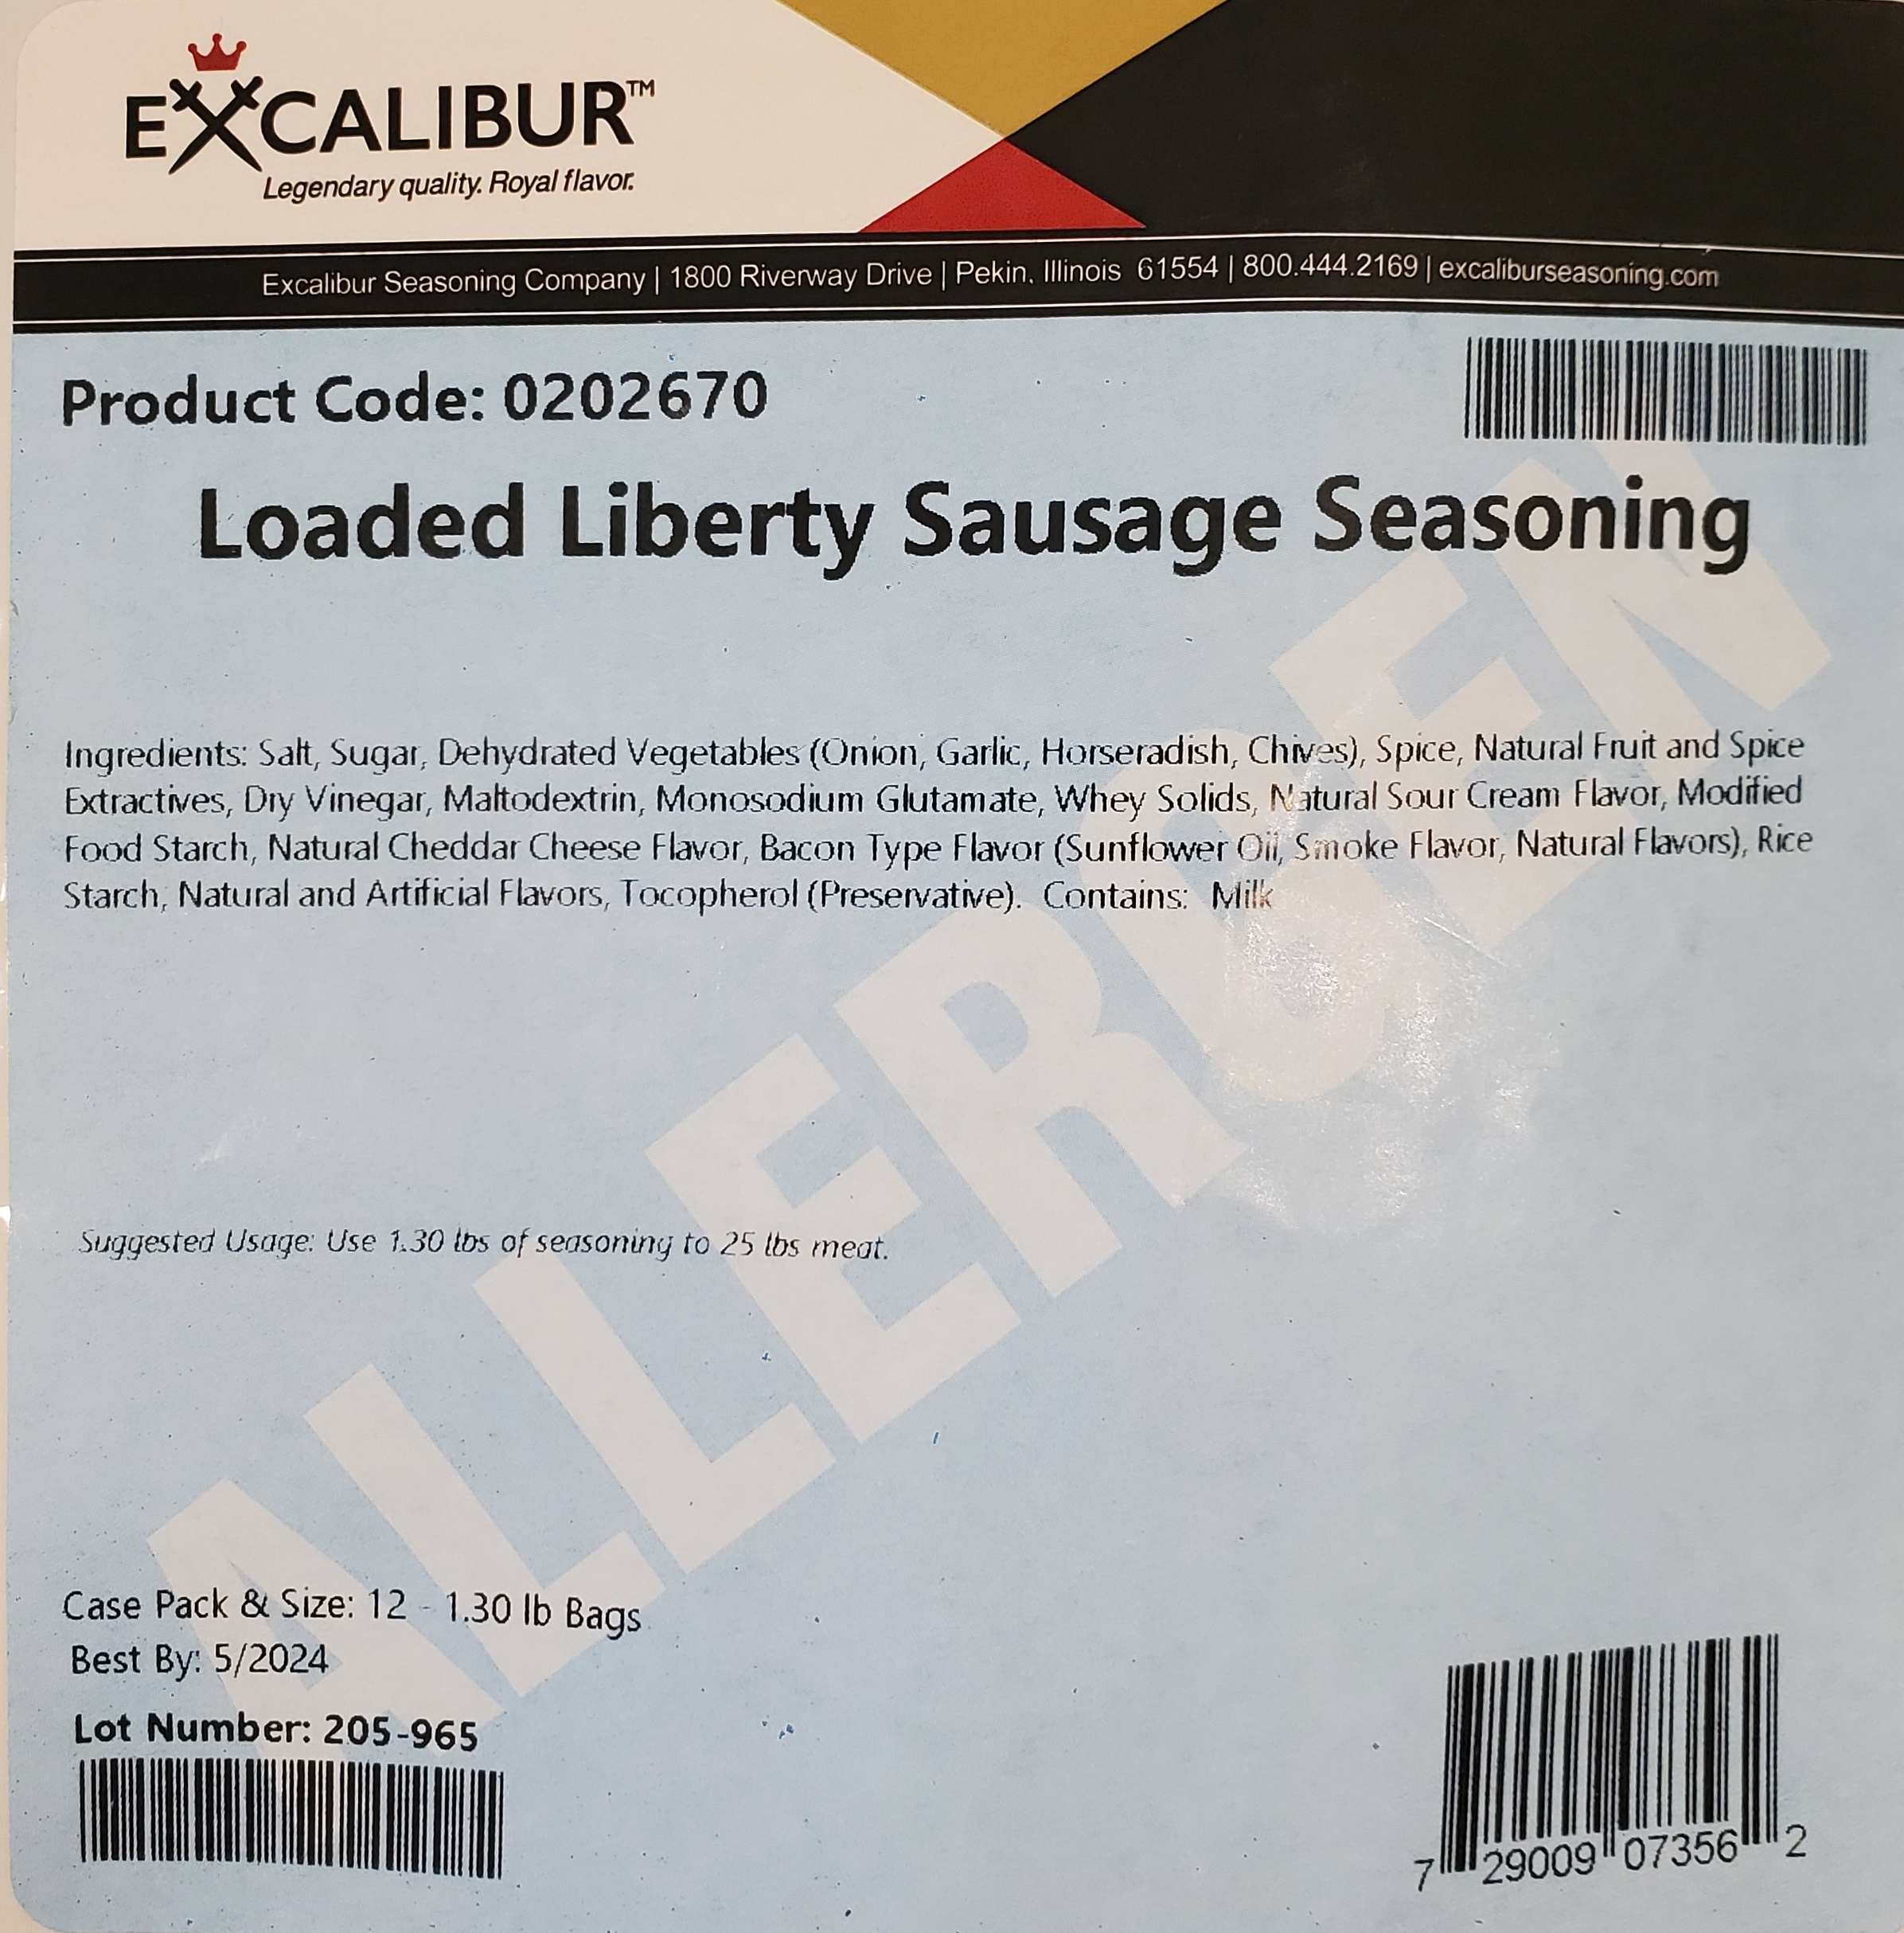 EXCALIBUR™
Legendary quality. Royal flavor.
Excalibur Seasoning Company | 1800 Riverway Drive | Pekin, Illinois 61554 | 800.444.2169 | excaliburseasoning.com
Product Code: 0202670
Loaded Liberty Sausage Seasoning
Ingredients: Salt, Sugar, Dehydrated Vegetables (Onion, Garlic, Horseradish, Chives), Spice, Natural Fruit and Spice
Extractives, Dry Vinegar, Maltodextrin, Monosodium Glutamate, Whey Solids, Natural Sour Cream Flavor, Modified
Food Starch, Natural Cheddar Cheese Flavor, Bacon Type Flavor (Sunflower Oil, Smoke Flavor, Natural Flavors), Rice
Starch, Natural and Artificial Flavors, Tocopherol (Preservative). Contains: Milk
ALLERGEN
Suggested Usage: Use 1.30 lbs of seasoning to 25 lbs meat.
Case Pack & Size: 12 - 1.30 lb Bags
Best By: 5/2024
Lot Number: 205-965
7 29009 07356 2